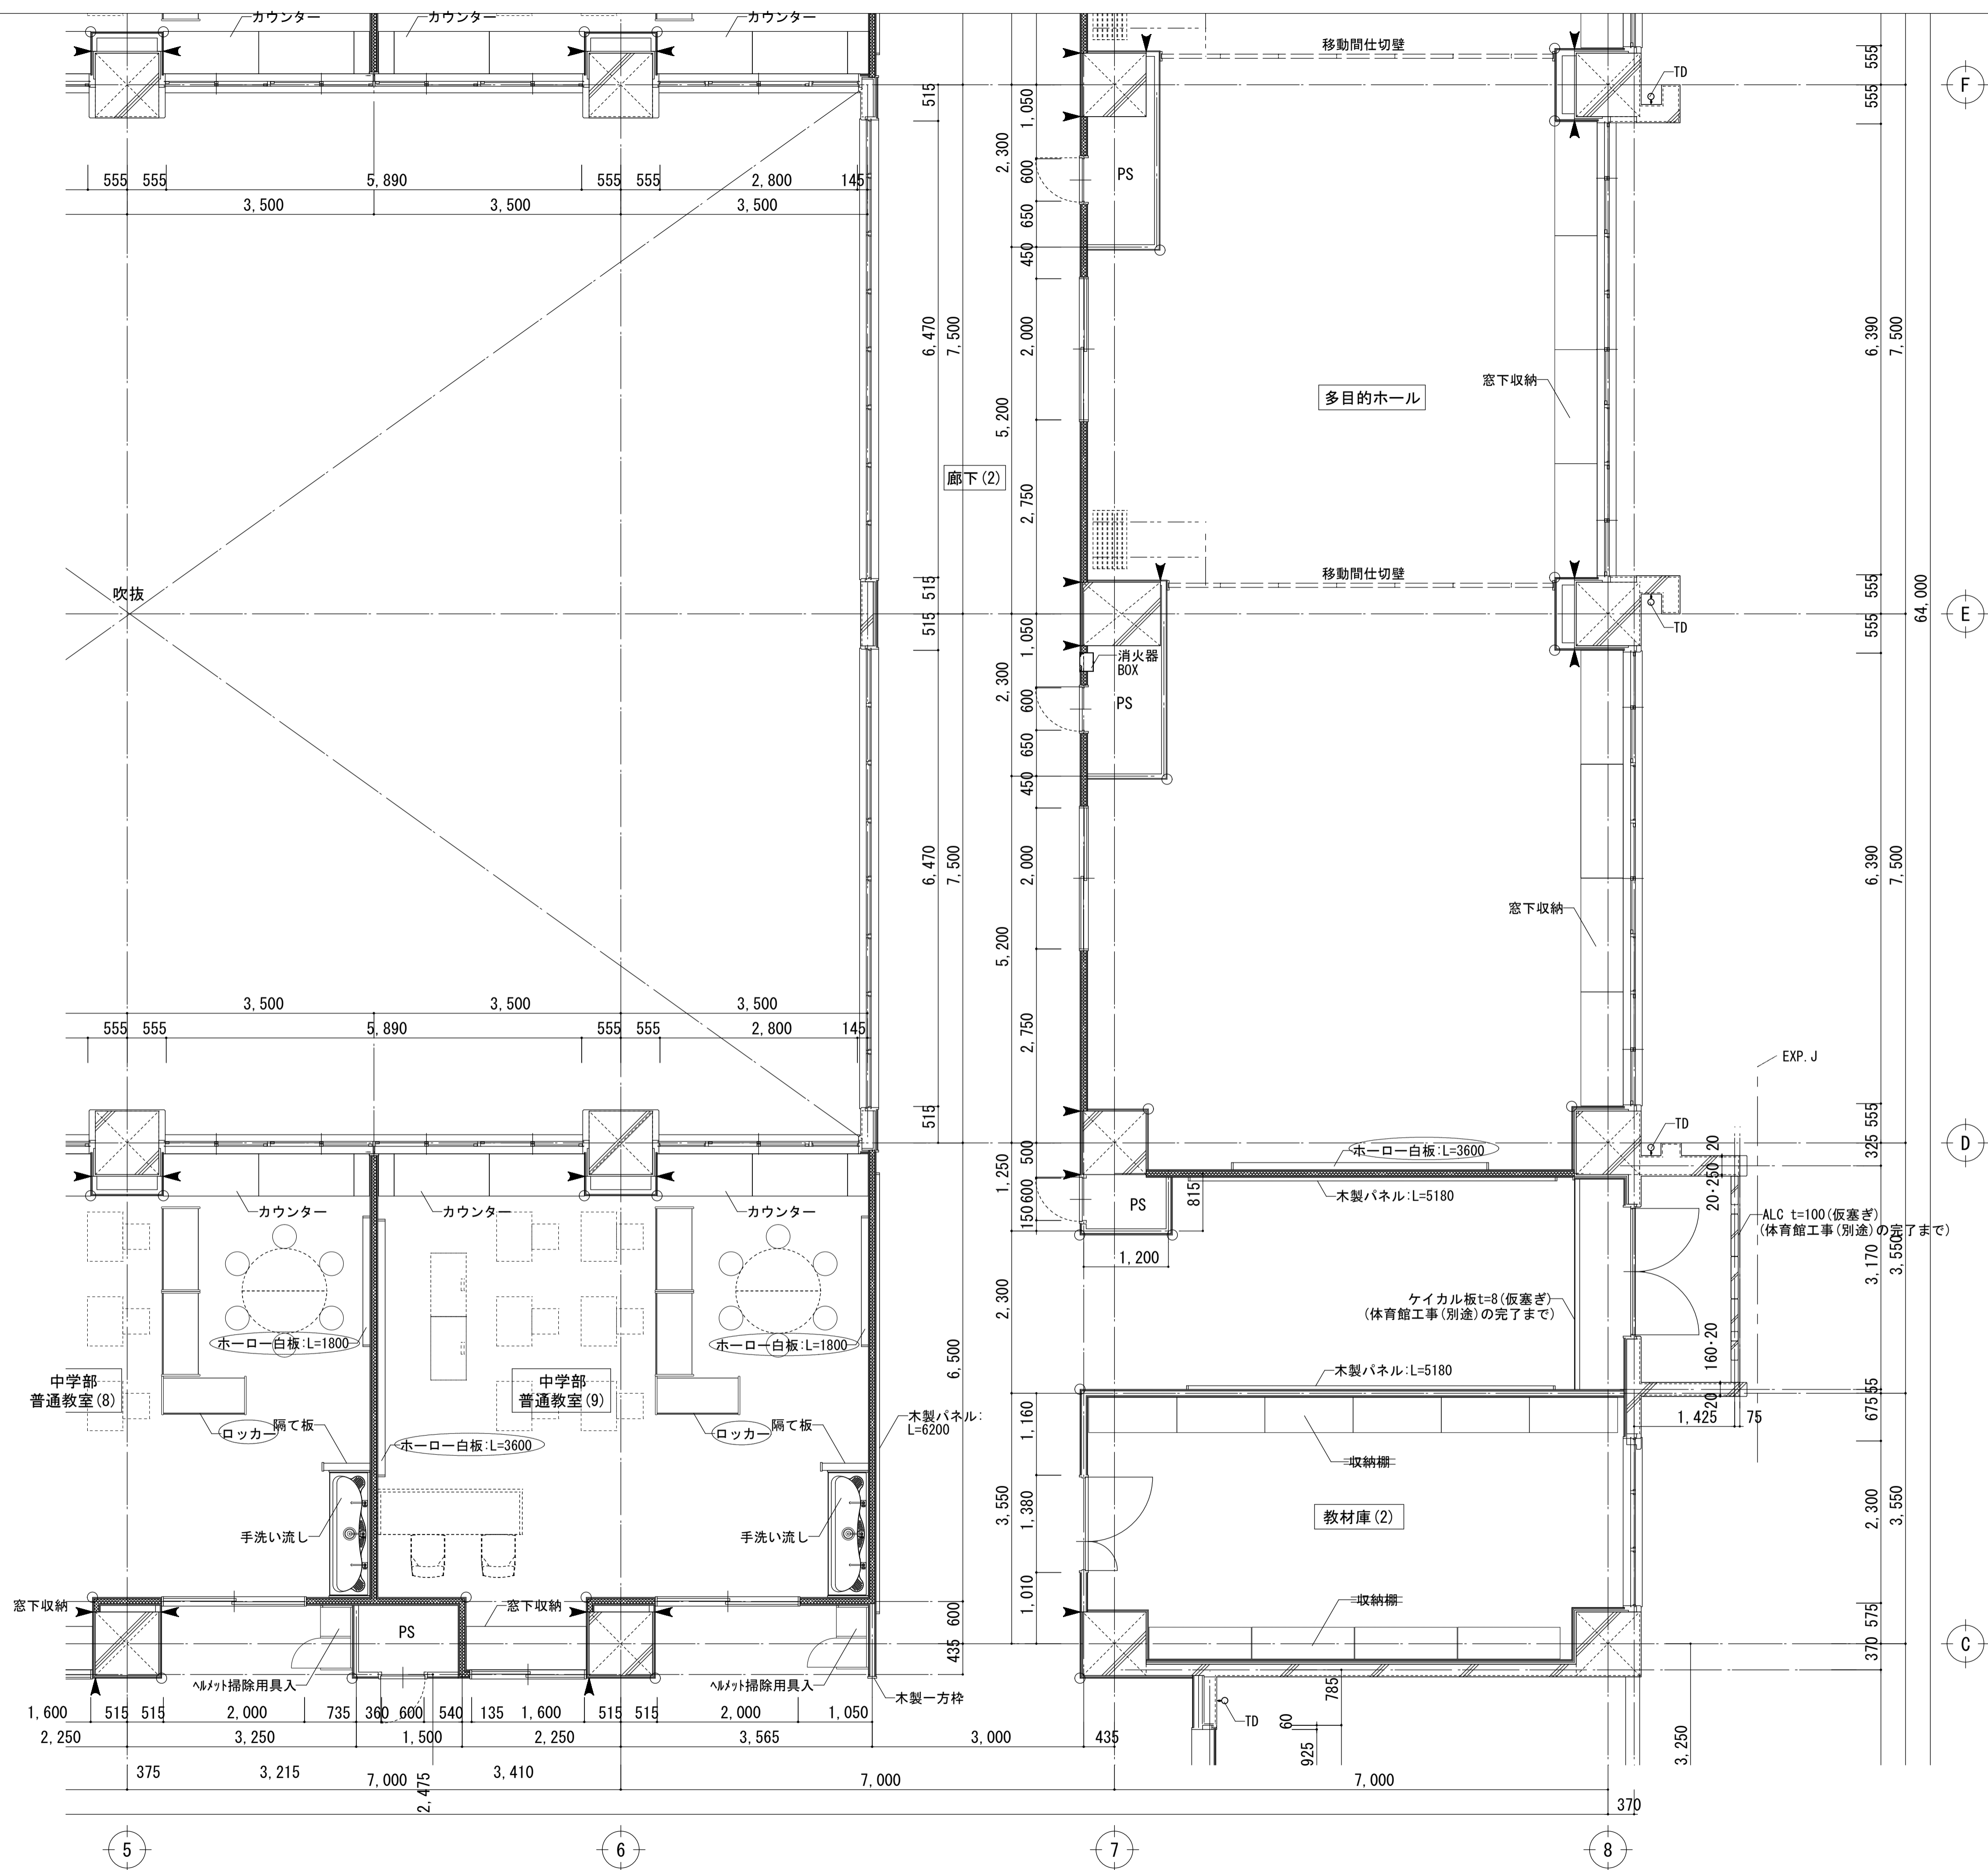 カウンター
カウンター
カウンター
移動間仕切壁
TD
F
555
555
515
1,050
2,300
600
650
450
PS
555
555
5,890
555
555
2,800
145
3,500
3,500
3,500
6,470
7,500
2,000
5,200
2,750
多目的ホール
窓下収納
6,390
7,500
廊下(2)
移動間仕切壁
吹抜
515
515
1,050
2,300
600
650
450
消火器
BOX
PS
TD
555
555
64,000
E
6,470
7,500
2,000
5,200
2,750
窓下収納
6,390
7,500
3,500
3,500
3,500
555
555
5,890
555
555
2,800
145
515
EXP.J
500
1,250
600
150
PS
815
1,200
ホーロー白板:L=3600
木製パネル:L=5180
TD
555
325
20
20・250
D
ALC t=100(仮塞ぎ)
(体育館工事(別途)の完了まで)
3,170
3,550
カウンター
カウンター
カウンター
2,300
ケイカル板t=8(仮塞ぎ)
(体育館工事(別途)の完了まで)
160・20
220
55
675
1,425
75
木製パネル:L=5180
ホーロー白板:L=1800
ホーロー白板:L=1800
6,500
中学部
普通教室(8)
中学部
普通教室(9)
ロッカー
隔て板
ホーロー白板:L=3600
ロッカー
隔て板
木製パネル:
L=6200
1,160
収納棚
3,550
1,380
教材庫(2)
2,300
3,550
手洗い流し
手洗い流し
1,010
収納棚
窓下収納
PS
窓下収納
600
435
575
370
C
ﾍﾙﾒｯﾄ掃除用具入
ﾍﾙﾒｯﾄ掃除用具入
木製一方枠
1,600
515
515
2,000
735
360
600
540
135
1,600
515
515
2,000
1,050
TD
785
60
925
3,250
2,250
3,250
1,500
2,250
3,565
3,000
435
375
3,215
7,000
2,475
3,410
7,000
7,000
370
5
6
7
8